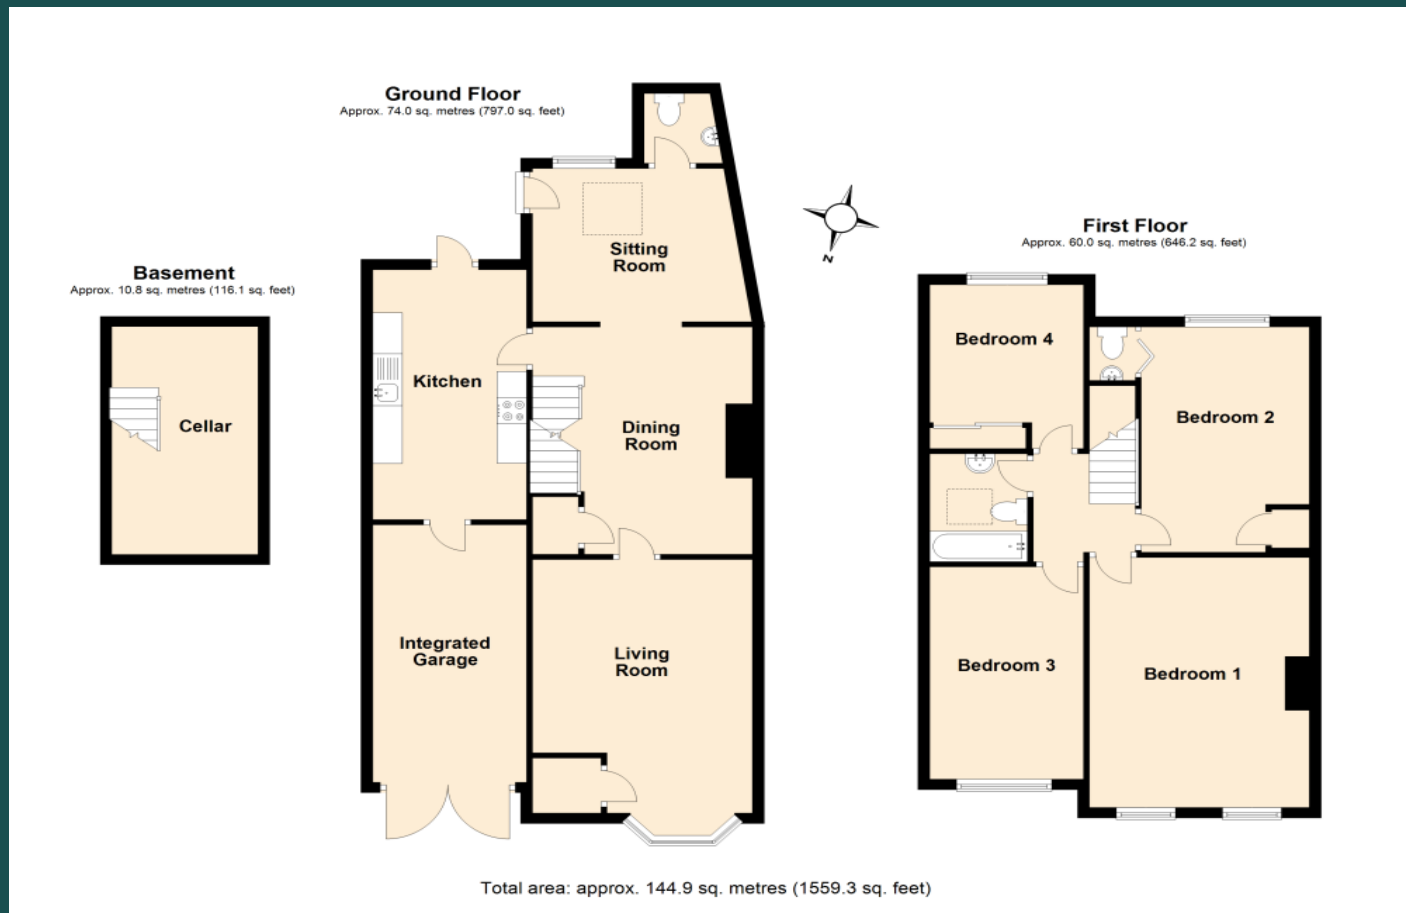 Ground Floor
Approx. 74.0 sq. metres (797.0 sq. feet)
Sitting
Room
Kitchen
Dining
Room
Integrated
Garage
Living
Room
Basement
Approx. 10.8 sq. metres (116.1 sq. feet)
Cellar
N
First Floor
Approx. 60.0 sq. metres (646.2 sq. feet)
Bedroom 4
Bedroom 2
Bedroom 3
Bedroom 1
Total area: approx. 144.9 sq. metres (1559.3 sq. feet)